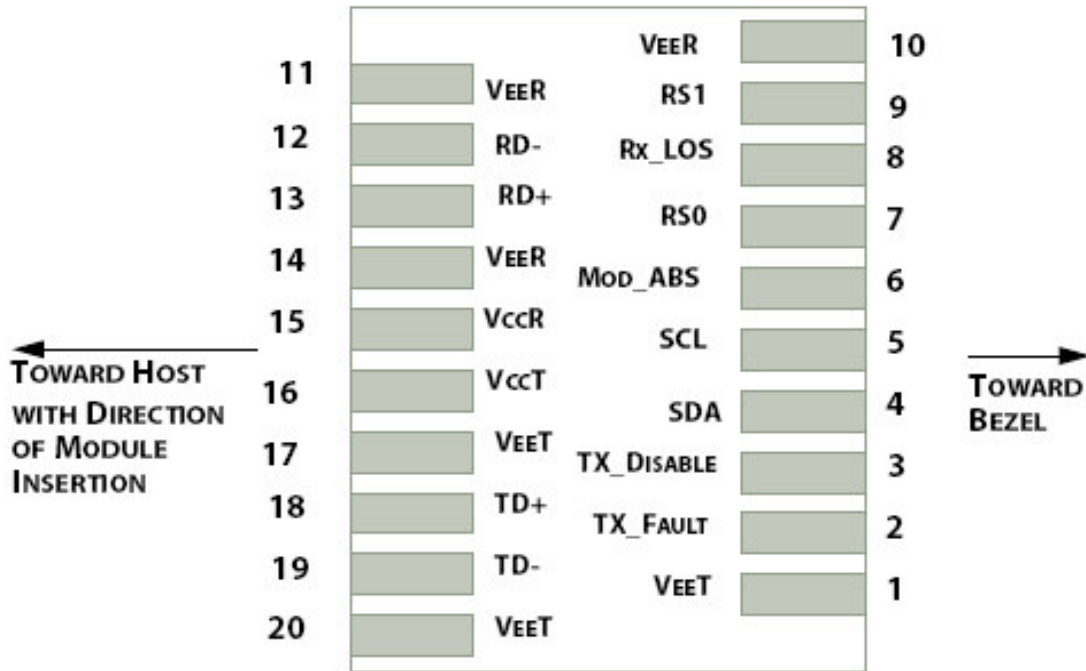 11 VEER
12 RD-
13 RD+
14 VEER
15 VCCR
16 VCCT
17 VEET
18 TD+
19 TD-
20 VEET
VEER 10
RS1 9
RX_LOS 8
RS0 7
MOD_ABS 6
SCL 5
SDA 4
TX_DISABLE 3
TX_FAULT 2
VEET 1
TOWARD HOST
WITH DIRECTION
OF MODULE
INSERTION
TOWARD
BEZEL